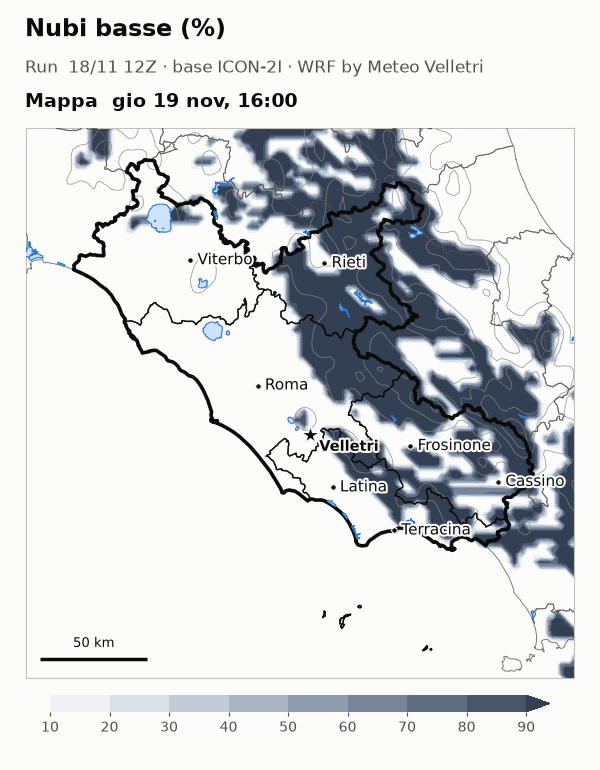 Nubi basse (%)
Run 18/11 12Z · base ICON-2I · WRF by Meteo Velletri
Mappa gio 19 nov, 16:00
Viterbo
Rieti
Roma
Velletri
Frosinone
Latina
Cassino
Terracina
50 km
10 20 30 40 50 60 70 80 90